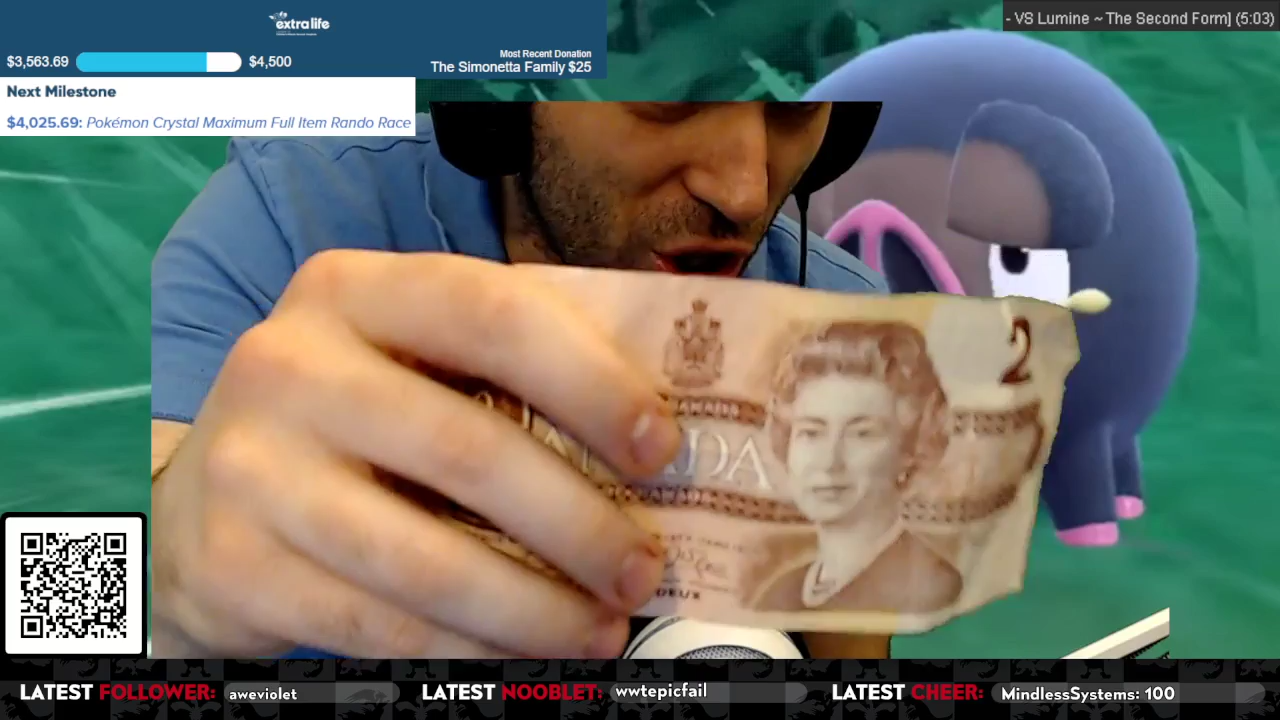 extralife
$3,563.69
$4,500
Most Recent Donation
The Simonetta Family $25
Next Milestone
$4,025.69: Pokémon Crystal Maximum Full Item Rando Race
- VS Lumine ~ The Second Form] (5:03)
2
CANADA
ADA
DEUX
LATEST FOLLOWER: aweviolet
LATEST NOOBLET: wwtepicfail
LATEST CHEER: MindlessSystems: 100